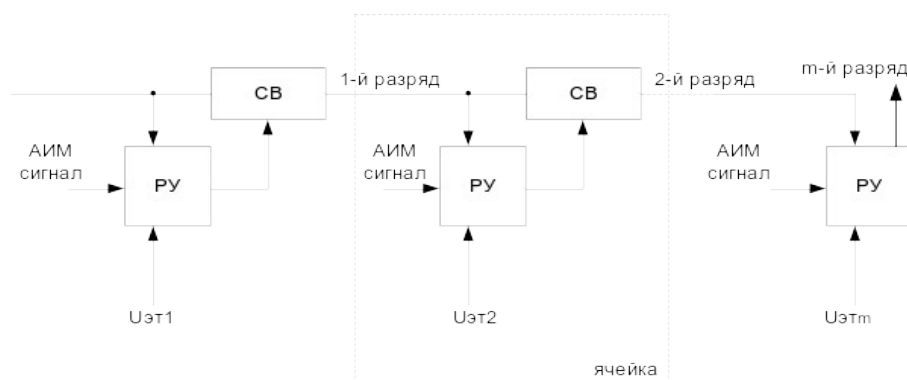 СВ
1-й разряд
СВ
2-й разряд
m-й разряд
АИМ
сигнал
РУ
АИМ
сигнал
РУ
АИМ
сигнал
РУ
Uэт1
Uэт2
Uэтm
ячейка